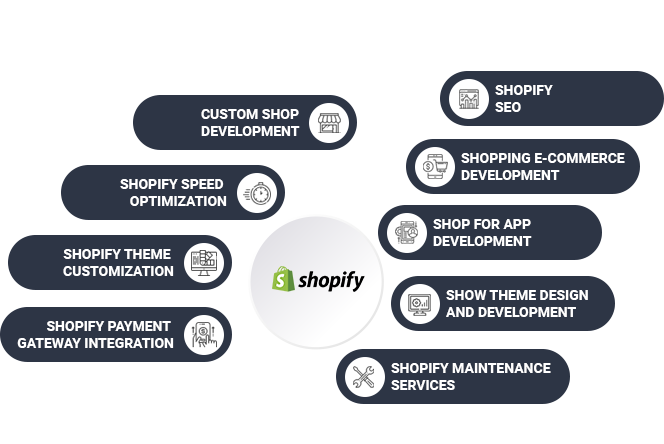 CUSTOM SHOP
DEVELOPMENT
SHOPIFY SPEED
OPTIMIZATION
SHOPIFY THEME
CUSTOMIZATION
SHOPIFY PAYMENT
GATEWAY INTEGRATION
shopify
SHOPIFY
SEO
SHOPPING E-COMMERCE
DEVELOPMENT
SHOP FOR APP
DEVELOPMENT
SHOW THEME DESIGN
AND DEVELOPMENT
SHOPIFY MAINTENANCE
SERVICES